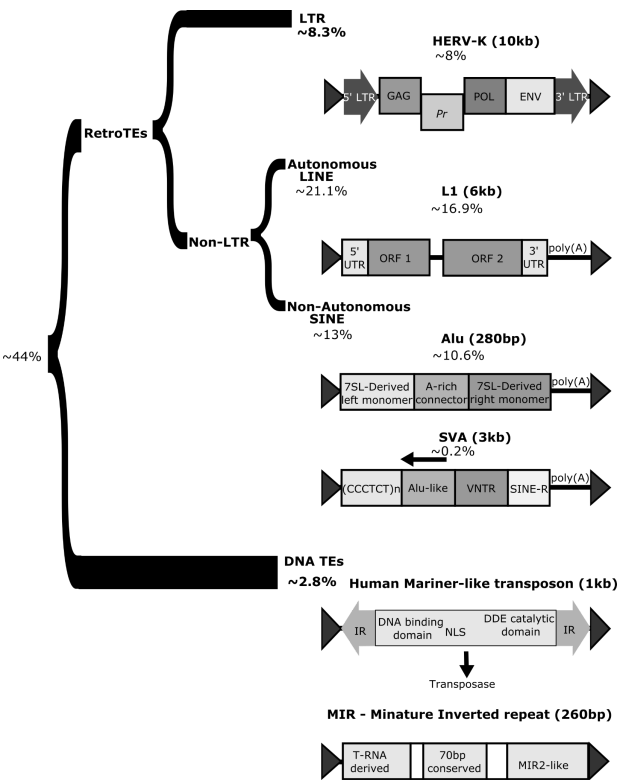 LTR
~8.3%
HERV-K (10kb)
~8%
5' LTR
GAG
Pr
POL
ENV
3' LTR
RetroTEs
Autonomous
LINE
~21.1%
L1 (6kb)
~16.9%
Non-LTR
5'
UTR
ORF 1
ORF 2
3'
UTR
poly(A)
Non-Autonomous
SINE
~13%
~44%
Alu (280bp)
~10.6%
7SL-Derived
left monomer
A-rich
connector
7SL-Derived
right monomer
poly(A)
SVA (3kb)
~0.2%
(CCCTCT)n
Alu-like
VNTR
SINE-R
poly(A)
DNA TEs
~2.8%
Human Mariner-like transposon (1kb)
IR
DNA binding
domain
NLS
DDE catalytic
domain
IR
Transposase
MIR - Minature Inverted repeat (260bp)
T-RNA
derived
70bp
conserved
MIR2-like